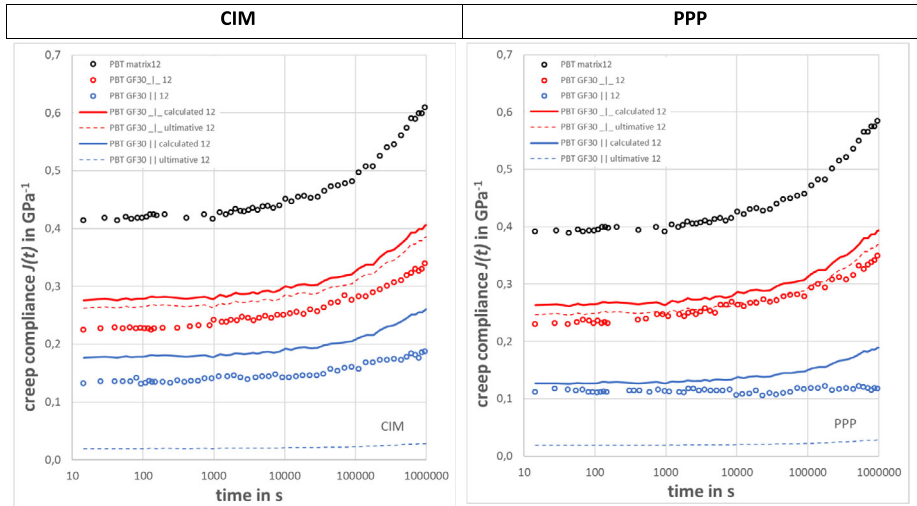 CIM
PPP
0,7
0,6
0,5
0,4
0,3
0,2
0,1
0,0
creep compliance J(t) in GPa-1
PBT matrix12
PBT GF30_|_ 12
PBT GF30 || 12
PBT GF30 _|_ calculated 12
PBT GF30 _|_ ultimative 12
PBT GF30 || calculated 12
PBT GF30 || ultimative 12
CIM
10 100 1000 10000 100000 1000000
time in s
0,7
0,6
0,5
0,4
0,3
0,2
0,1
0,0
creep compliance J(t) in GPa-1
PBT matrix12
PBT GF30_|_ 12
PBT GF30 || 12
PBT GF30 _|_ calculated 12
PBT GF30 _|_ ultimative 12
PBT GF30 || calculated 12
PBT GF30 || ultimative 12
PPP
10 100 1000 10000 100000 1000000
time in s